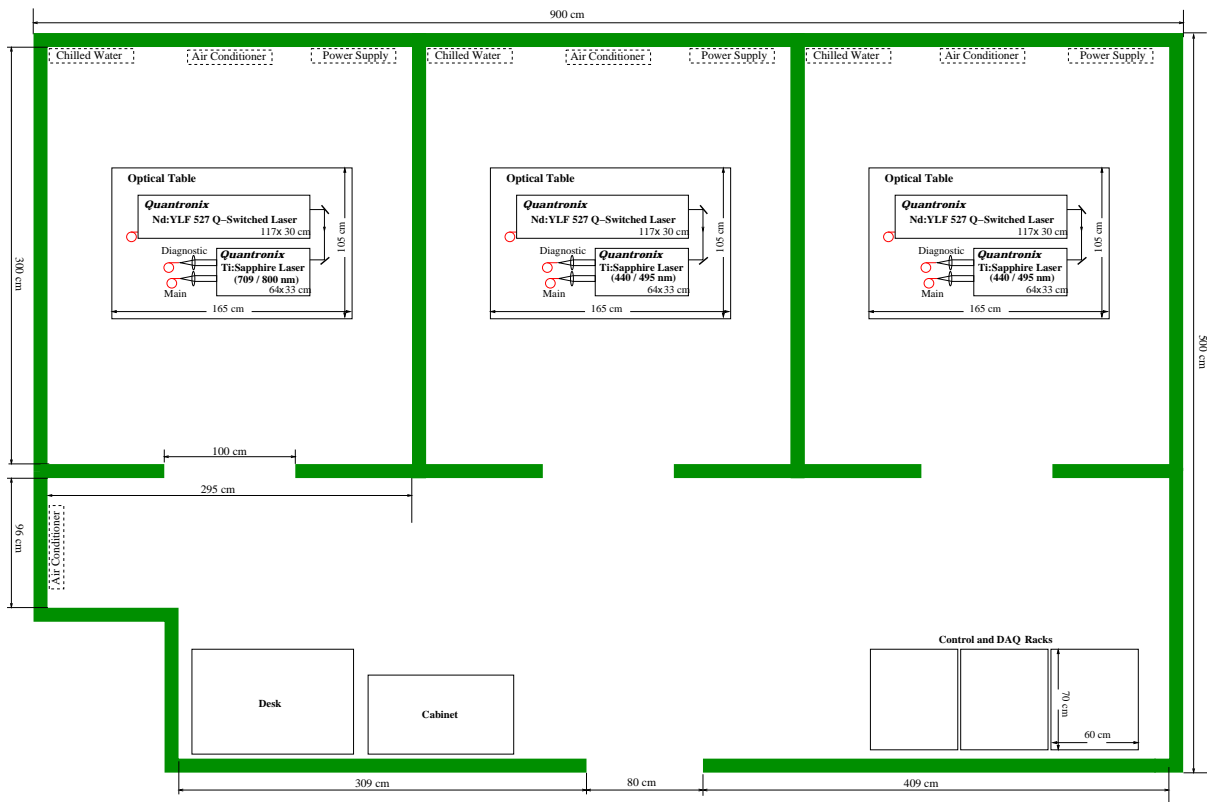 900 cm
Chilled Water
Air Conditioner
Power Supply
Chilled Water
Air Conditioner
Power Supply
Chilled Water
Air Conditioner
Power Supply
Optical Table
Quantronix
Nd:YLF 527 Q-Switched Laser
117x 30 cm
Diagnostic
Quantronix
Ti:Sapphire Laser
(709 / 800 nm)
64x33 cm
Main
165 cm
105 cm
Optical Table
Quantronix
Nd:YLF 527 Q-Switched Laser
117x 30 cm
Diagnostic
Quantronix
Ti:Sapphire Laser
(440 / 495 nm)
64x33 cm
Main
165 cm
105 cm
Optical Table
Quantronix
Nd:YLF 527 Q-Switched Laser
117x 30 cm
Diagnostic
Quantronix
Ti:Sapphire Laser
(440 / 495 nm)
64x33 cm
Main
165 cm
105 cm
300 cm
500 cm
100 cm
295 cm
96 cm
Air Conditioner
Desk
Cabinet
Control and DAQ Racks
70 cm
60 cm
309 cm
80 cm
409 cm